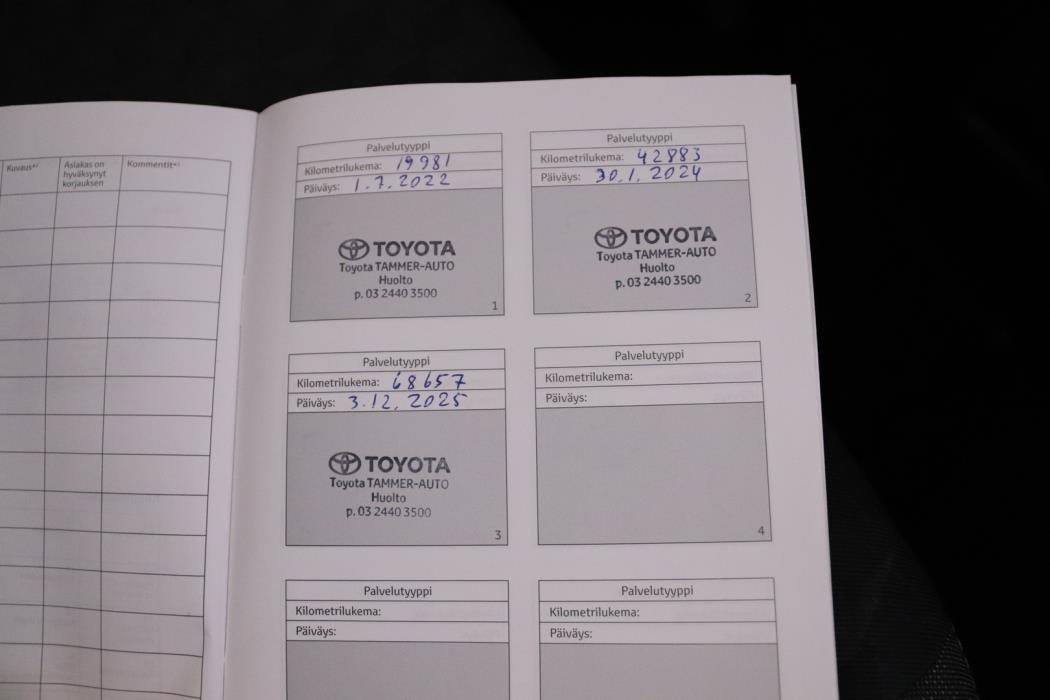 Kuvaus*⁾
Asiakas on
hyväksynyt
korjauksen
Kommentit*⁾
Palvelutyyppi
Kilometrilukema: 19981
Päiväys: 1.7.2022
TOYOTA
Toyota TAMMER-AUTO
Huolto
p. 03 2440 3500
1
Palvelutyyppi
Kilometrilukema: 42883
Päiväys: 30.1.2024
TOYOTA
Toyota TAMMER-AUTO
Huolto
p. 03 2440 3500
2
Palvelutyyppi
Kilometrilukema: 68657
Päiväys: 3.12.2025
TOYOTA
Toyota TAMMER-AUTO
Huolto
p. 03 2440 3500
3
Palvelutyyppi
Kilometrilukema:
Päiväys:
4
Palvelutyyppi
Kilometrilukema:
Päiväys:
Palvelutyyppi
Kilometrilukema:
Päiväys: